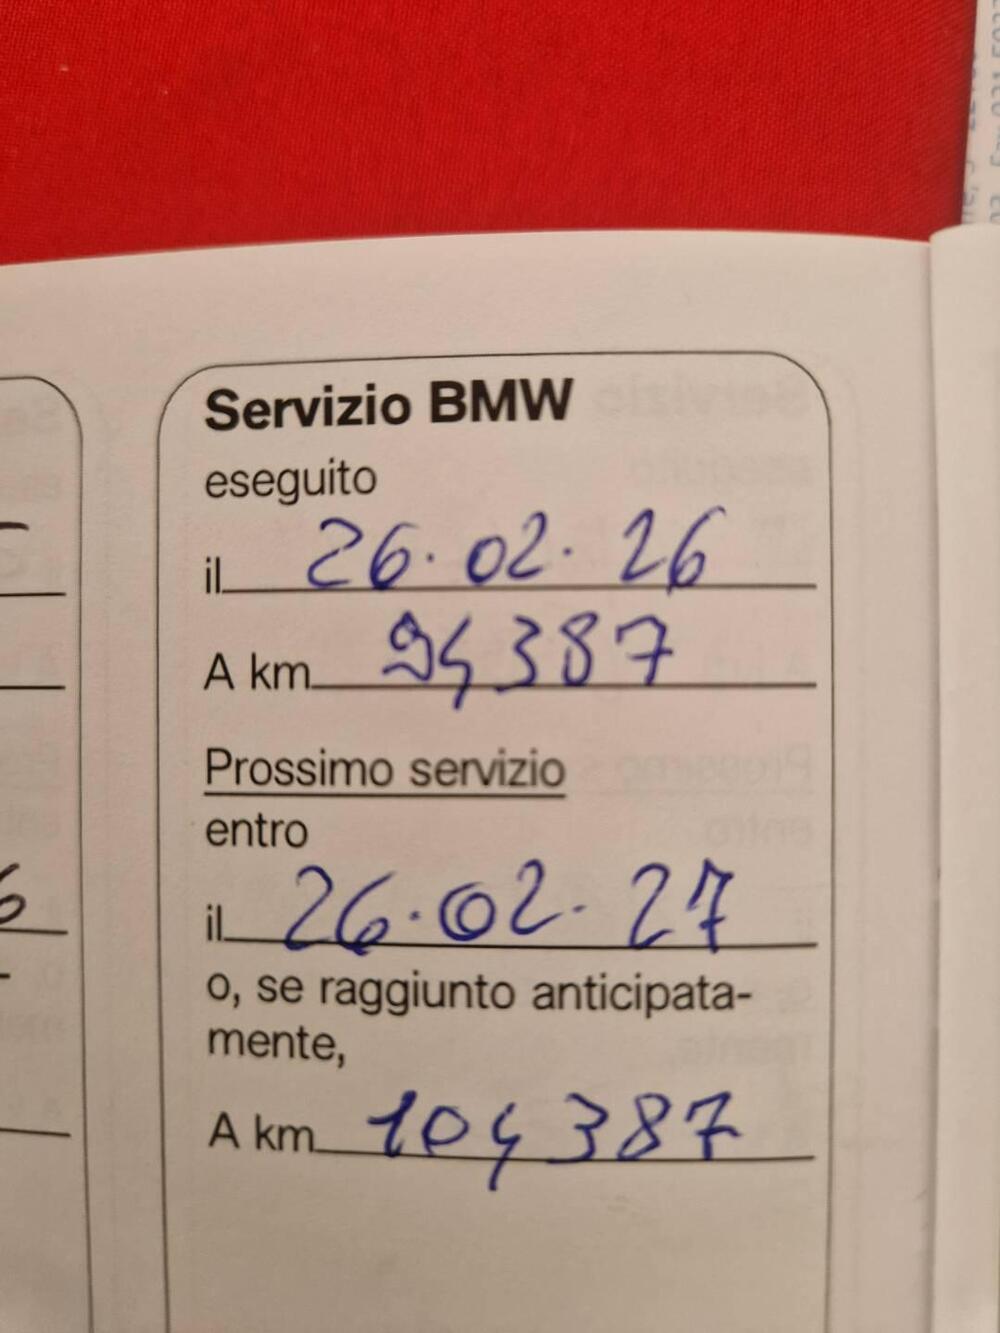 Servizio BMW
eseguito
il 26.02.26
A km 94387
Prossimo servizio
entro
il 26.02.27
o, se raggiunto anticipata-
mente,
A km 104387